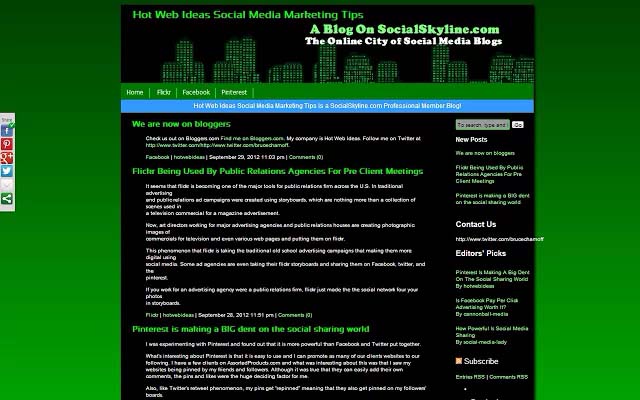 Hot Web Ideas Social Media Marketing Tips
A Blog On SocialSkyline.com
The Online City of Social Media Blogs
Home | Flickr | Facebook | Pinterest
Hot Web Ideas Social Media Marketing Tips is a SocialSkyline.com Professional Member Blog!
Share
We are now on bloggers
Check us out on Bloggers.com Find me on Bloggers.com. My company is Hot Web Ideas. Follow me on Twitter at
http://www.twitter.com/http://www.twitter.com/brucechamoff.
Facebook | hotwebideas | September 29, 2012 11:03 pm | Comments (0)
Flickr Being Used By Public Relations Agencies For Pre Client Meetings
It seems that flickr is becoming one of the major tools for public relations firm across the U.S. In traditional
advertising
and public relations ad campaigns were created using storyboards, which are nothing more than a collection of
scenes used in
a television commercial for a magazine advertisement.
Now, art directors working for major advertising agencies and public relations houses are creating photographic
images of
commercials for television and even various web pages and putting them on flickr.
This phenomenon that flickr is taking the traditional old school advertising campaigns that making them more
digital using
social media. Some ad agencies are even taking their flickr storyboards and sharing them on Facebook, twitter, and
the
pinterest.
If you work for an advertising agency were a public relations firm, flickr just made the the social network four your
photos
in storyboards.
Flickr | hotwebideas | September 28, 2012 11:51 pm | Comments (0)
Pinterest is making a BIG dent on the social sharing world
I was experimenting with Pinterest and found out that it is more powerful than Facebook and Twitter put together.
What's interesting about Pinterest is that it is easy to use and I can promote as many of our clients websites to our
following. I have a few clients on AssortedProducts.com and what was interesting about this was that I saw my
websites being pinned by my friends and followers. Although it was true that they can easily add their own
comments, the pins and likes were the huge deciding factor for me.
Also, like Twitter's retweet phenomenon, my pins get "repinned" meaning that they also get pinned on my followers'
boards.
To search, type and
Go
New Posts
We are now on bloggers
Flickr Being Used By Public
Relations Agencies For Pre
Client Meetings
Pinterest is making a BIG dent
on the social sharing world
Contact Us
http://www.twitter.com/brucechamoff
Editors' Picks
Pinterest Is Making A Big Dent
On The Social Sharing World
By hotwebideas
Is Facebook Pay Per Click
Advertising Worth It?
By cannonball-media
How Powerful Is Social Media
Sharing
By social-media-lady
Subscribe
Entries RSS | Comments RSS